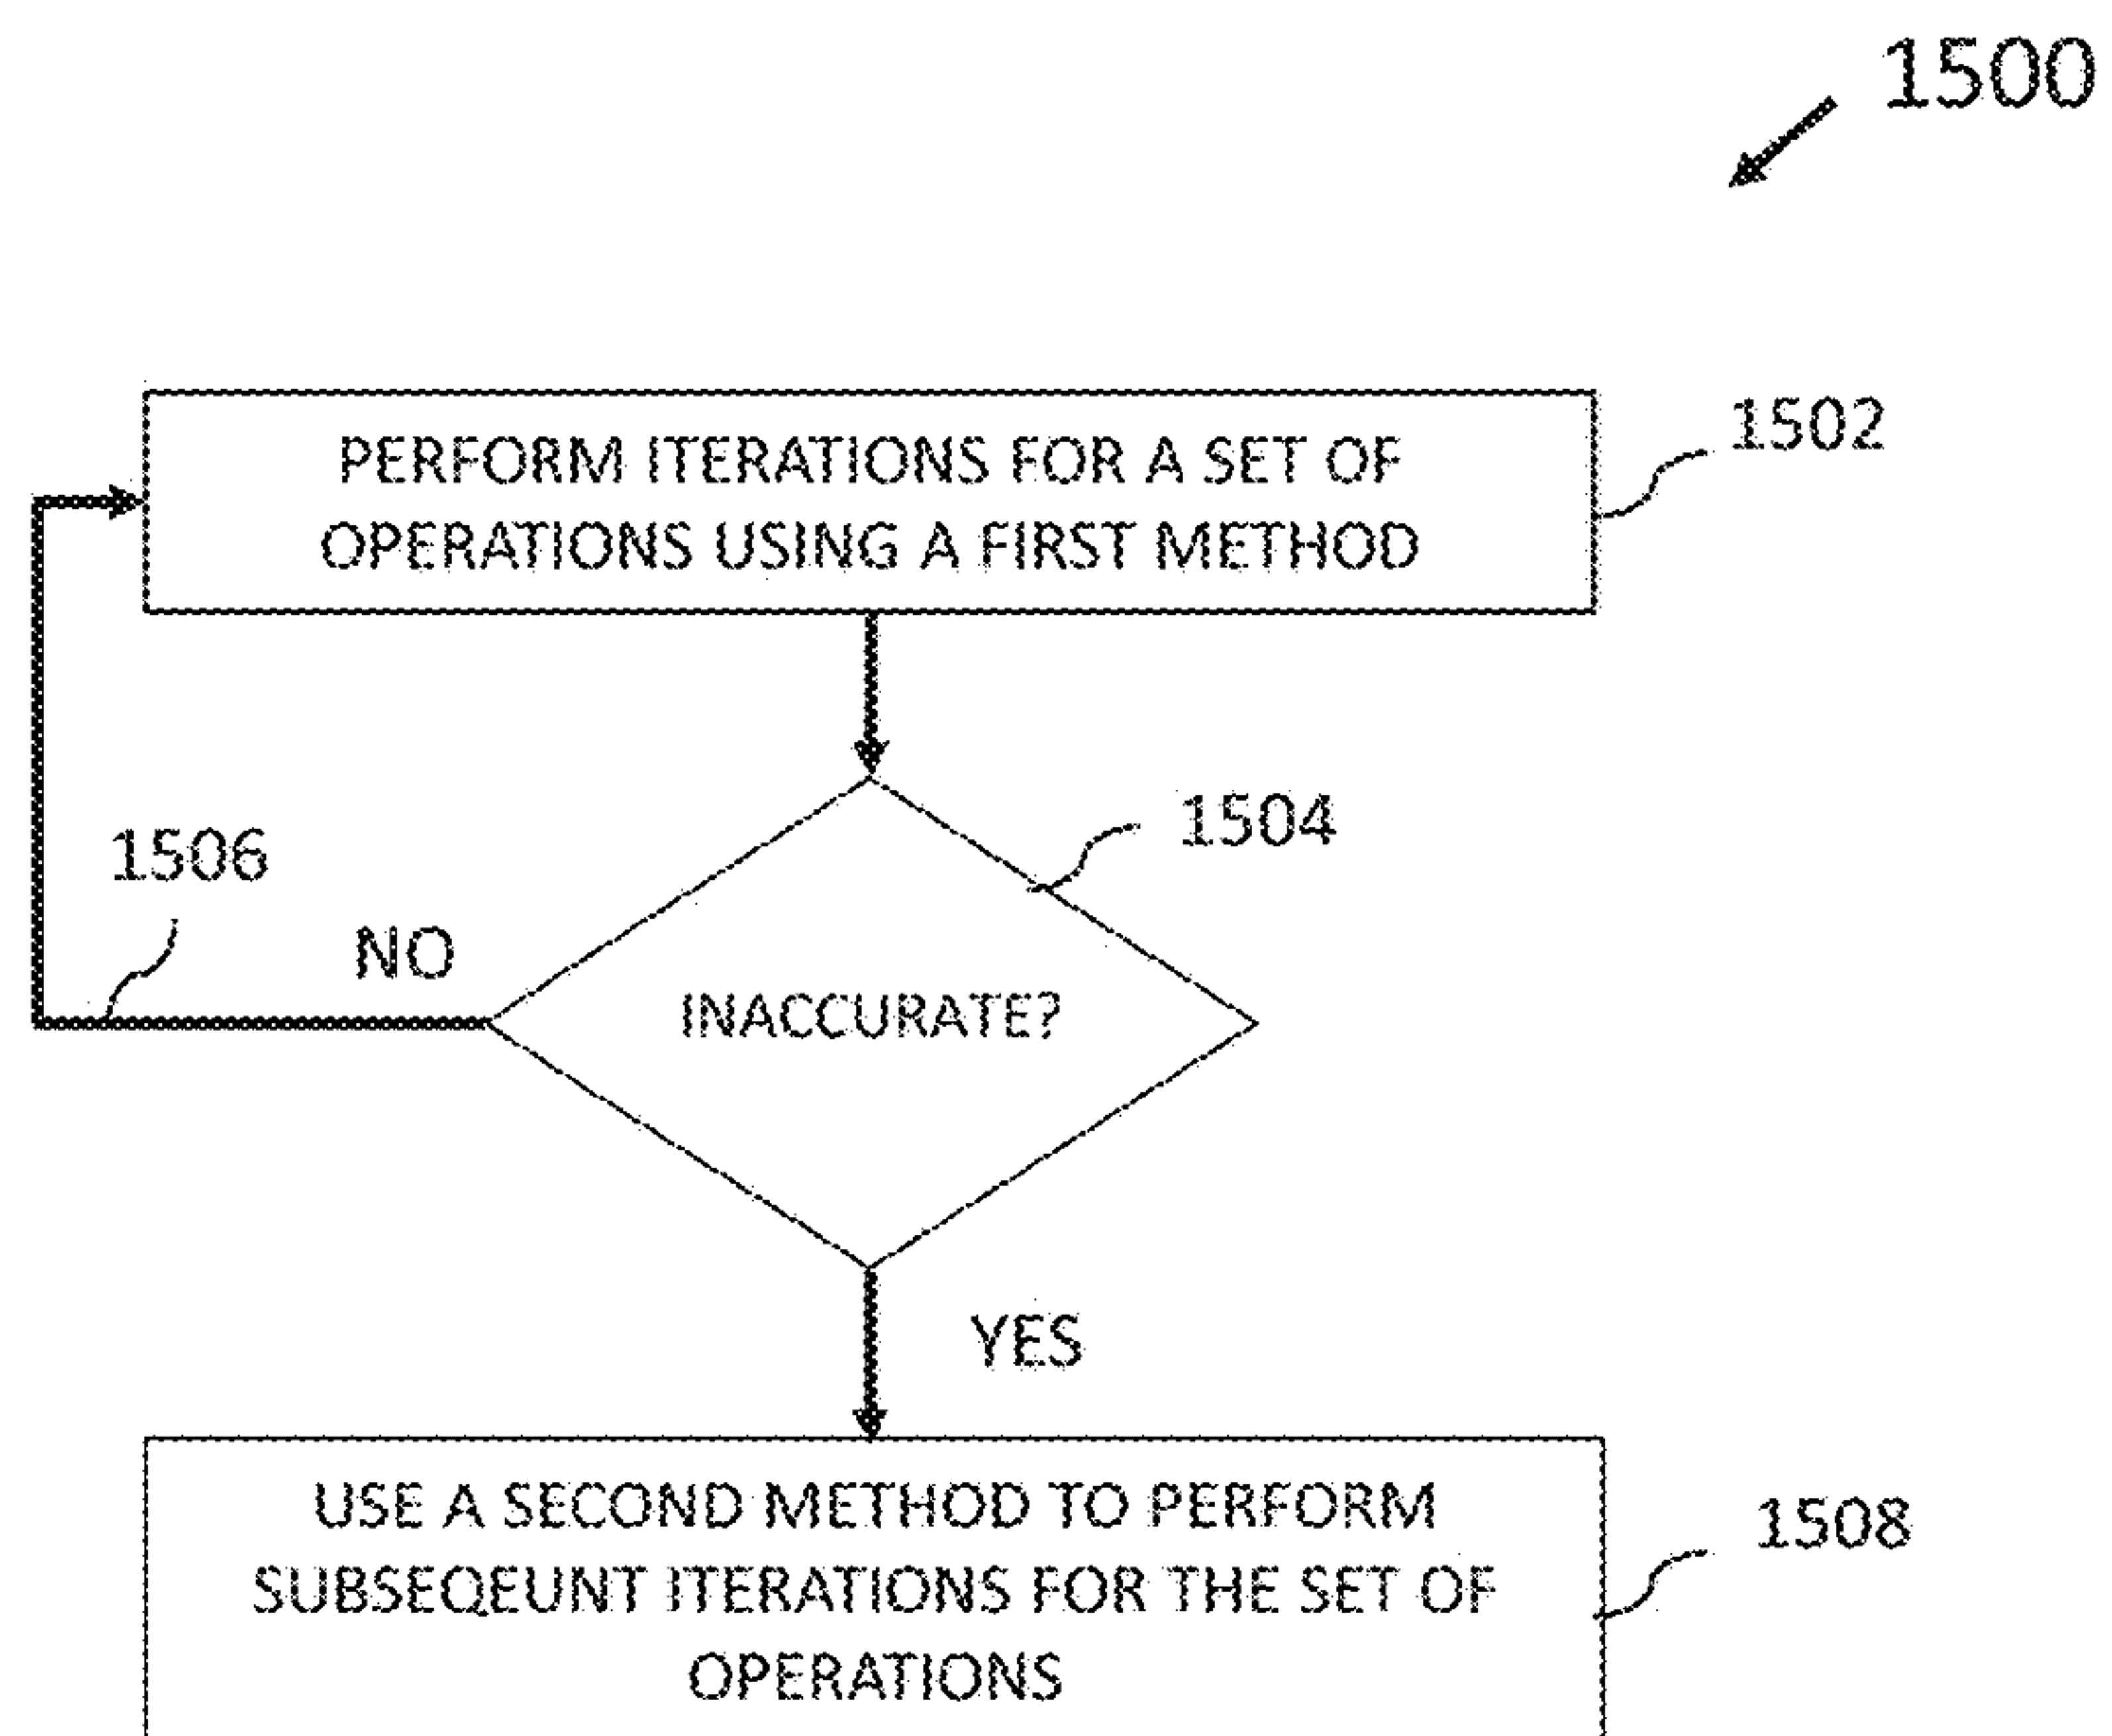 1500
PERFORM ITERATIONS FOR A SET OF
OPERATIONS USING A FIRST METHOD
1502
1504
1506
NO
INACCURATE?
YES
USE A SECOND METHOD TO PERFORM
SUBSEQEUNT ITERATIONS FOR THE SET OF
OPERATIONS
1508